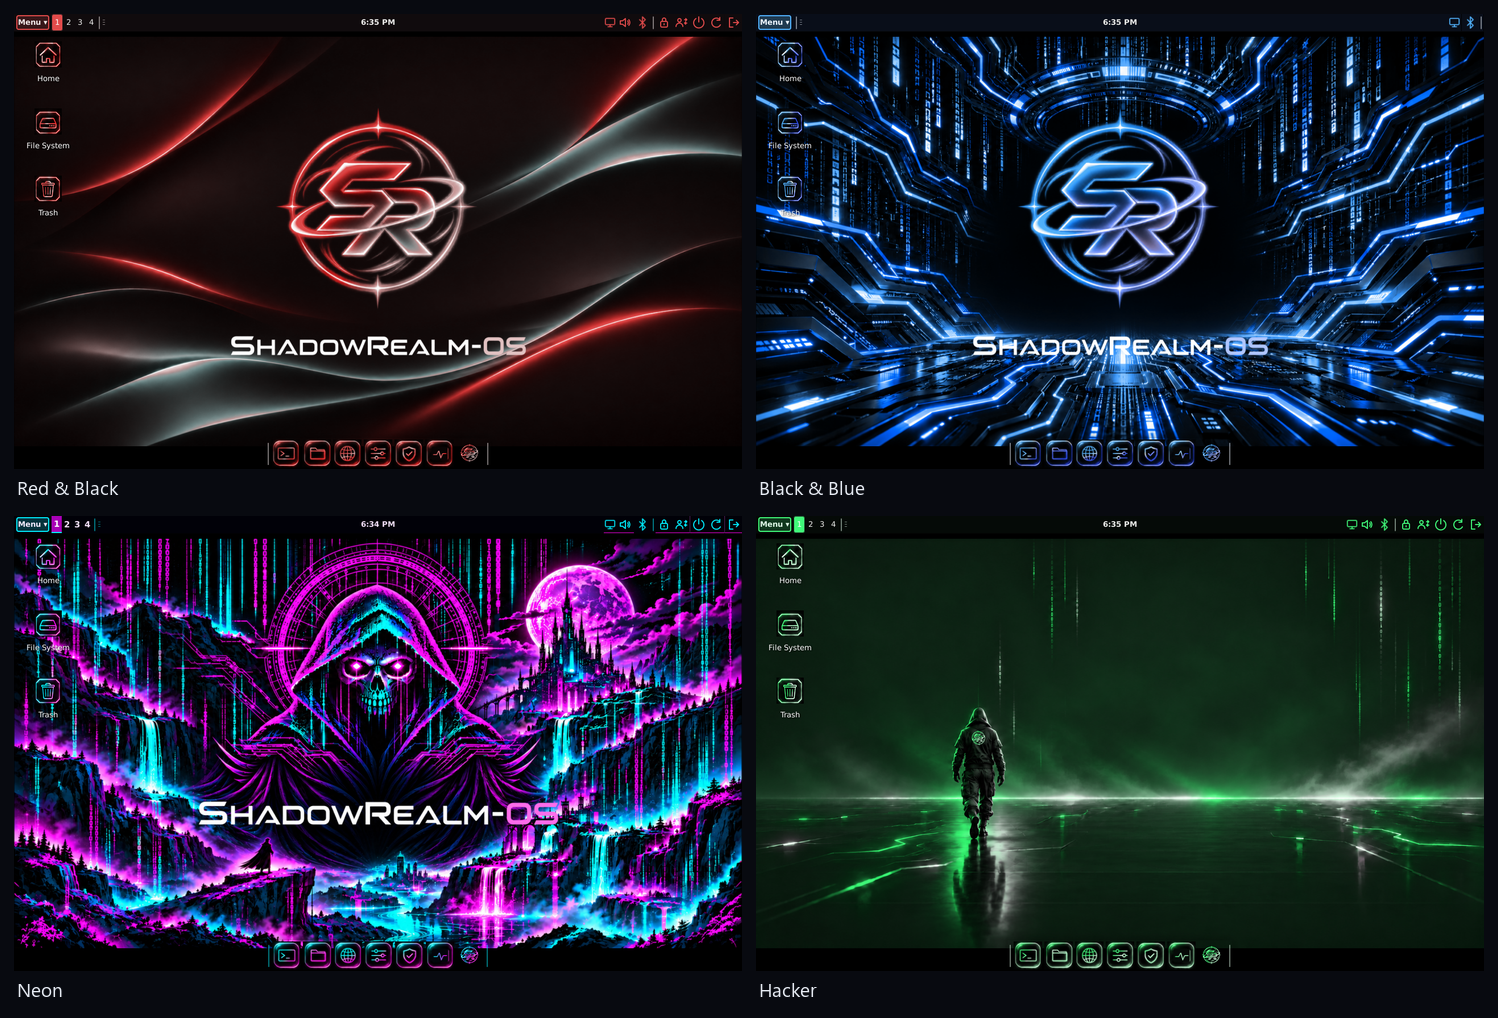 Menu ▾ 1 2 3 4 6:35 PM
Home
File System
Trash
SR
ShadowRealm-OS
Red & Black
Menu ▾ 6:35 PM
Home
File System
Trash
SR
ShadowRealm-OS
Black & Blue
Menu ▾ 1 2 3 4 6:34 PM
Home
File System
Trash
ShadowRealm-OS
Neon
Menu ▾ 1 2 3 4 6:35 PM
Home
File System
Trash
Hacker